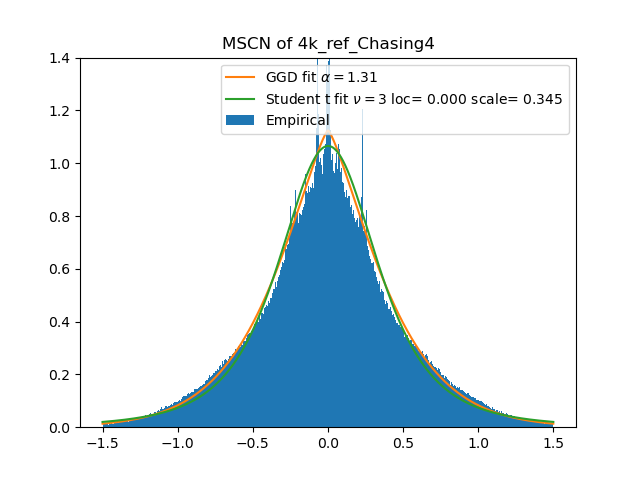 MSCN of 4k_ref_Chasing4
GGD fit α = 1.31
Student t fit ν = 3 loc= 0.000 scale= 0.345
Empirical
1.4
1.2
1.0
0.8
0.6
0.4
0.2
0.0
−1.5 −1.0 −0.5 0.0 0.5 1.0 1.5